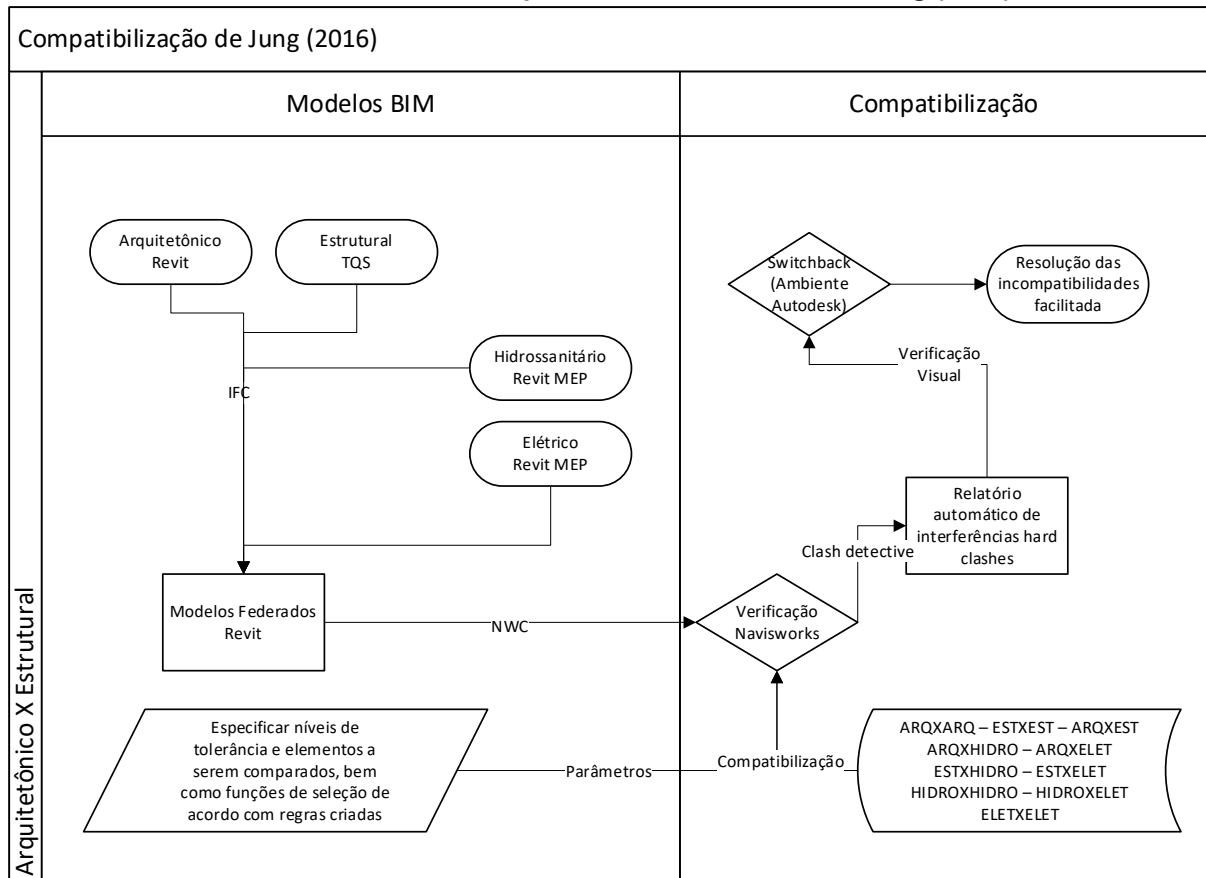 Compatibilização de Jung (2016)
Modelos BIM
Compatibilização
Arquitetônico X Estrutural
Arquitetônico
Revit
Estrutural
TQS
Hidrossanitário
Revit MEP
IFC
Elétrico
Revit MEP
Modelos Federados
Revit
NWC
Especificar níveis de
tolerância e elementos a
serem comparados, bem
como funções de seleção de
acordo com regras criadas
Parâmetros
Switchback
(Ambiente
Autodesk)
Resolução das
incompatibilidades
facilitada
Verificação
Visual
Relatório
automático de
interferências hard
clashes
Clash detective
Verificação
Navisworks
Compatibilização
ARQXARQ – ESTXEST – ARQXEST
ARQXHIDRO – ARQXELET
ESTXHIDRO – ESTXELET
HIDROXHIDRO – HIDROXELET
ELETXELET